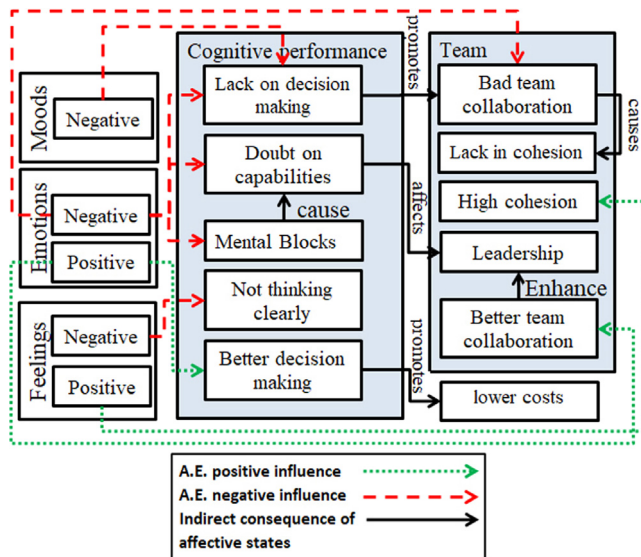 Cognitive performance
Team
promotes
Moods
Negative
Lack on decision
making
Bad team
collaboration
causes
Doubt on
capabilities
Lack in cohesion
Emotions
Negative
Positive
cause
affects
High cohesion
Mental Blocks
Leadership
Not thinking
clearly
Enhance
Feelings
Negative
Positive
Better decision
making
promotes
Better team
collaboration
lower costs
A.E. positive influence
A.E. negative influence
Indirect consequence of
affective states